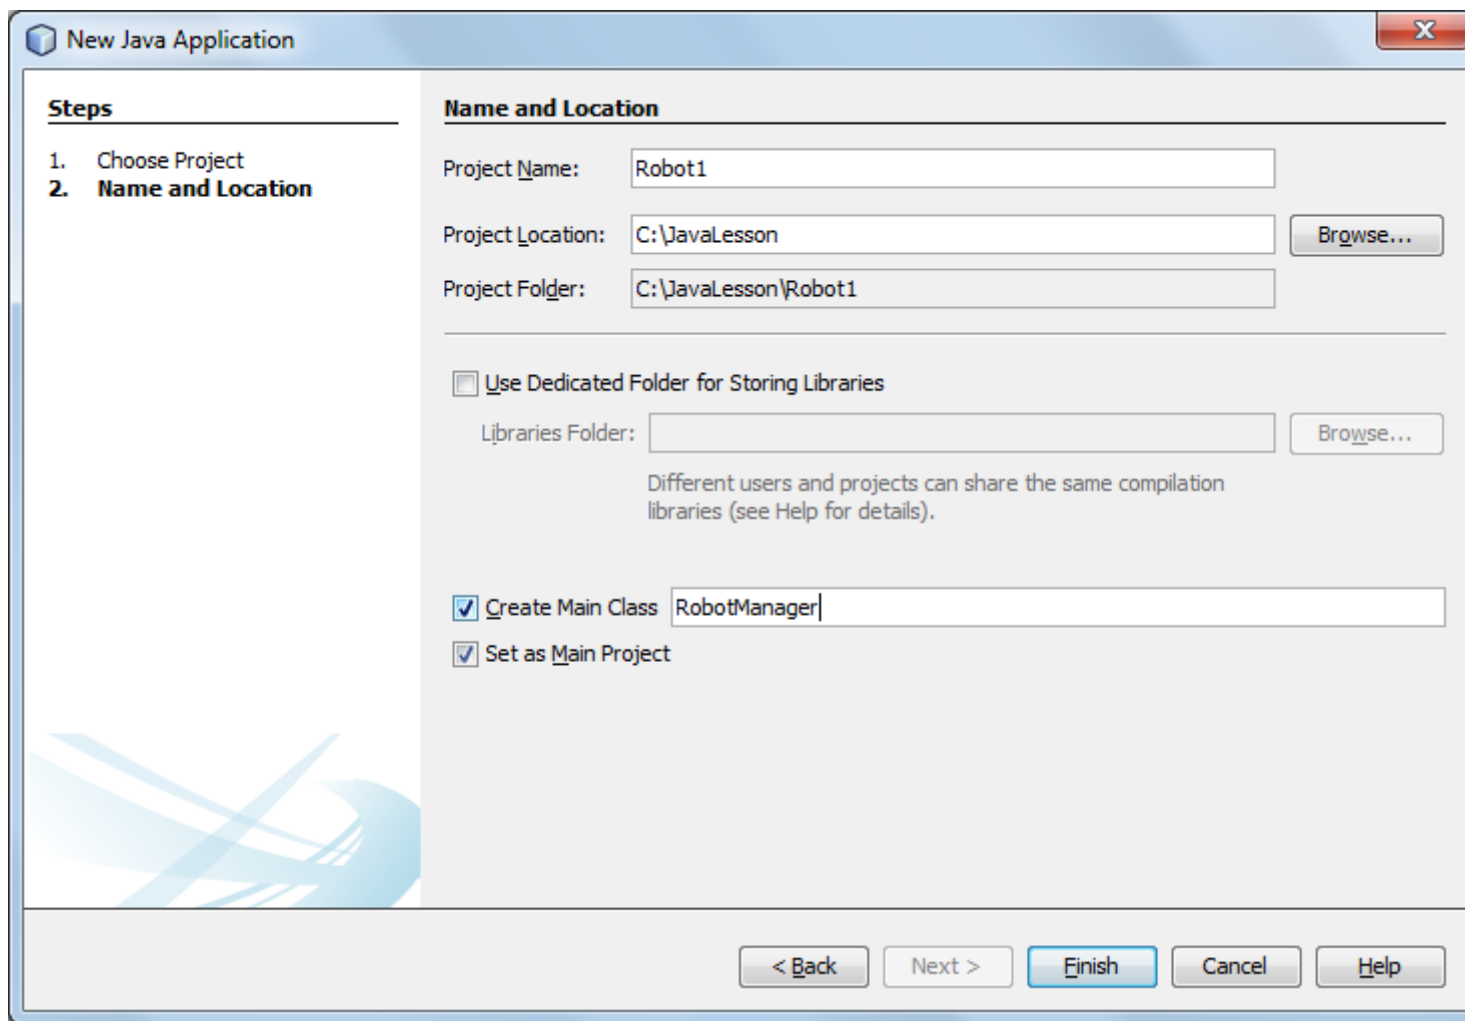 New Java Application
Steps
1. Choose Project
2. Name and Location
Name and Location
Project Name: Robot1
Project Location: C:\JavaLesson Browse...
Project Folder: C:\JavaLesson\Robot1
Use Dedicated Folder for Storing Libraries
Libraries Folder: Browse...
Different users and projects can share the same compilation
libraries (see Help for details).
Create Main Class RobotManager
Set as Main Project
< Back Next > Finish Cancel Help